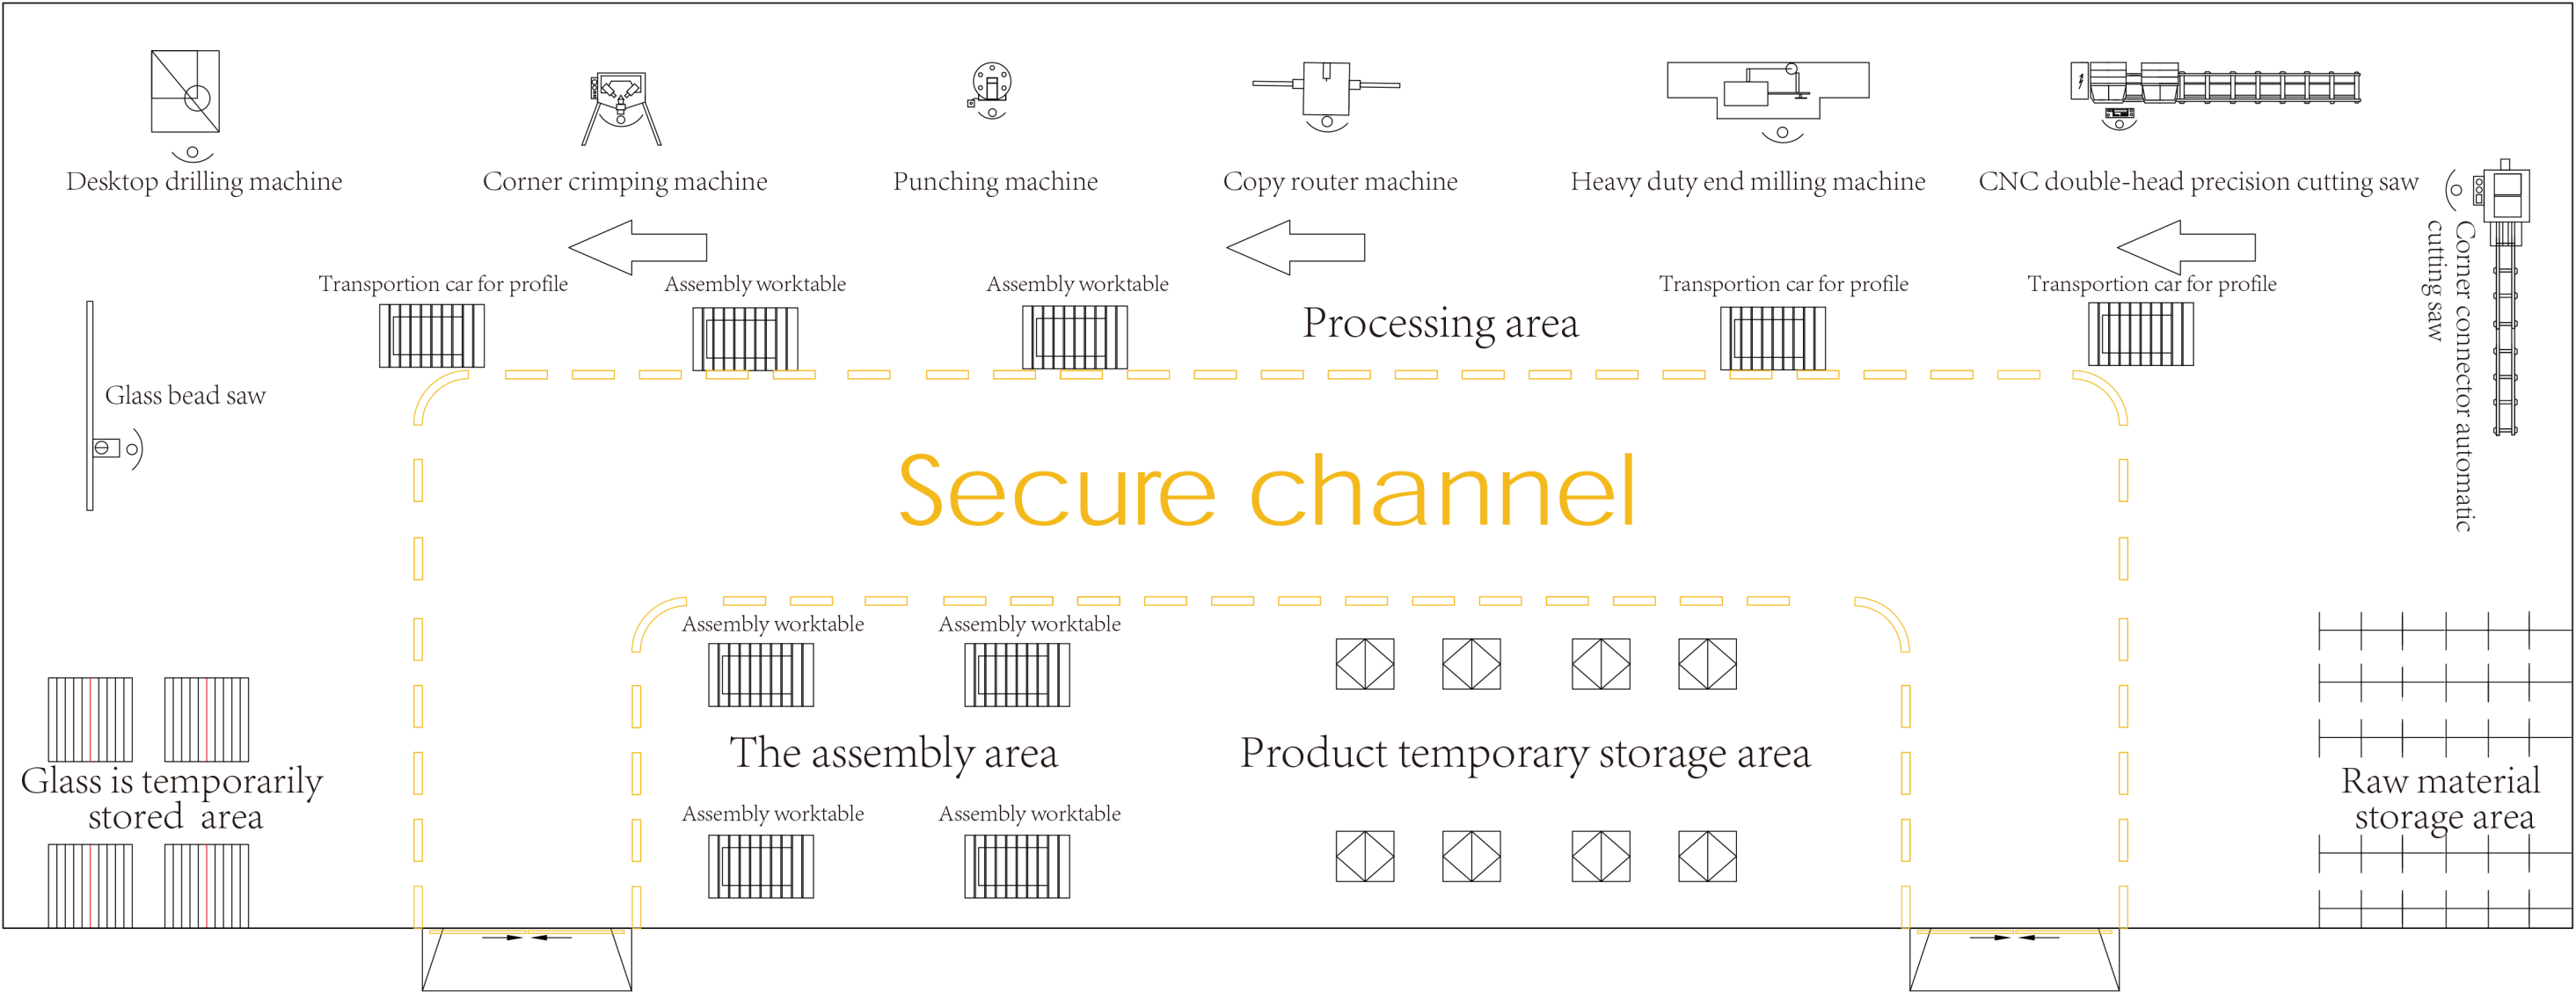 Desktop drilling machine
Corner crimping machine
Punching machine
Copy router machine
Heavy duty end milling machine
CNC double-head precision cutting saw
Corner connector automatic
cutting saw
Transportion car for profile
Assembly worktable
Assembly worktable
Transportion car for profile
Transportion car for profile
Processing area
Glass bead saw
Secure channel
Assembly worktable
Assembly worktable
The assembly area
Product temporary storage area
Glass is temporarily
stored area
Raw material
storage area
Assembly worktable
Assembly worktable